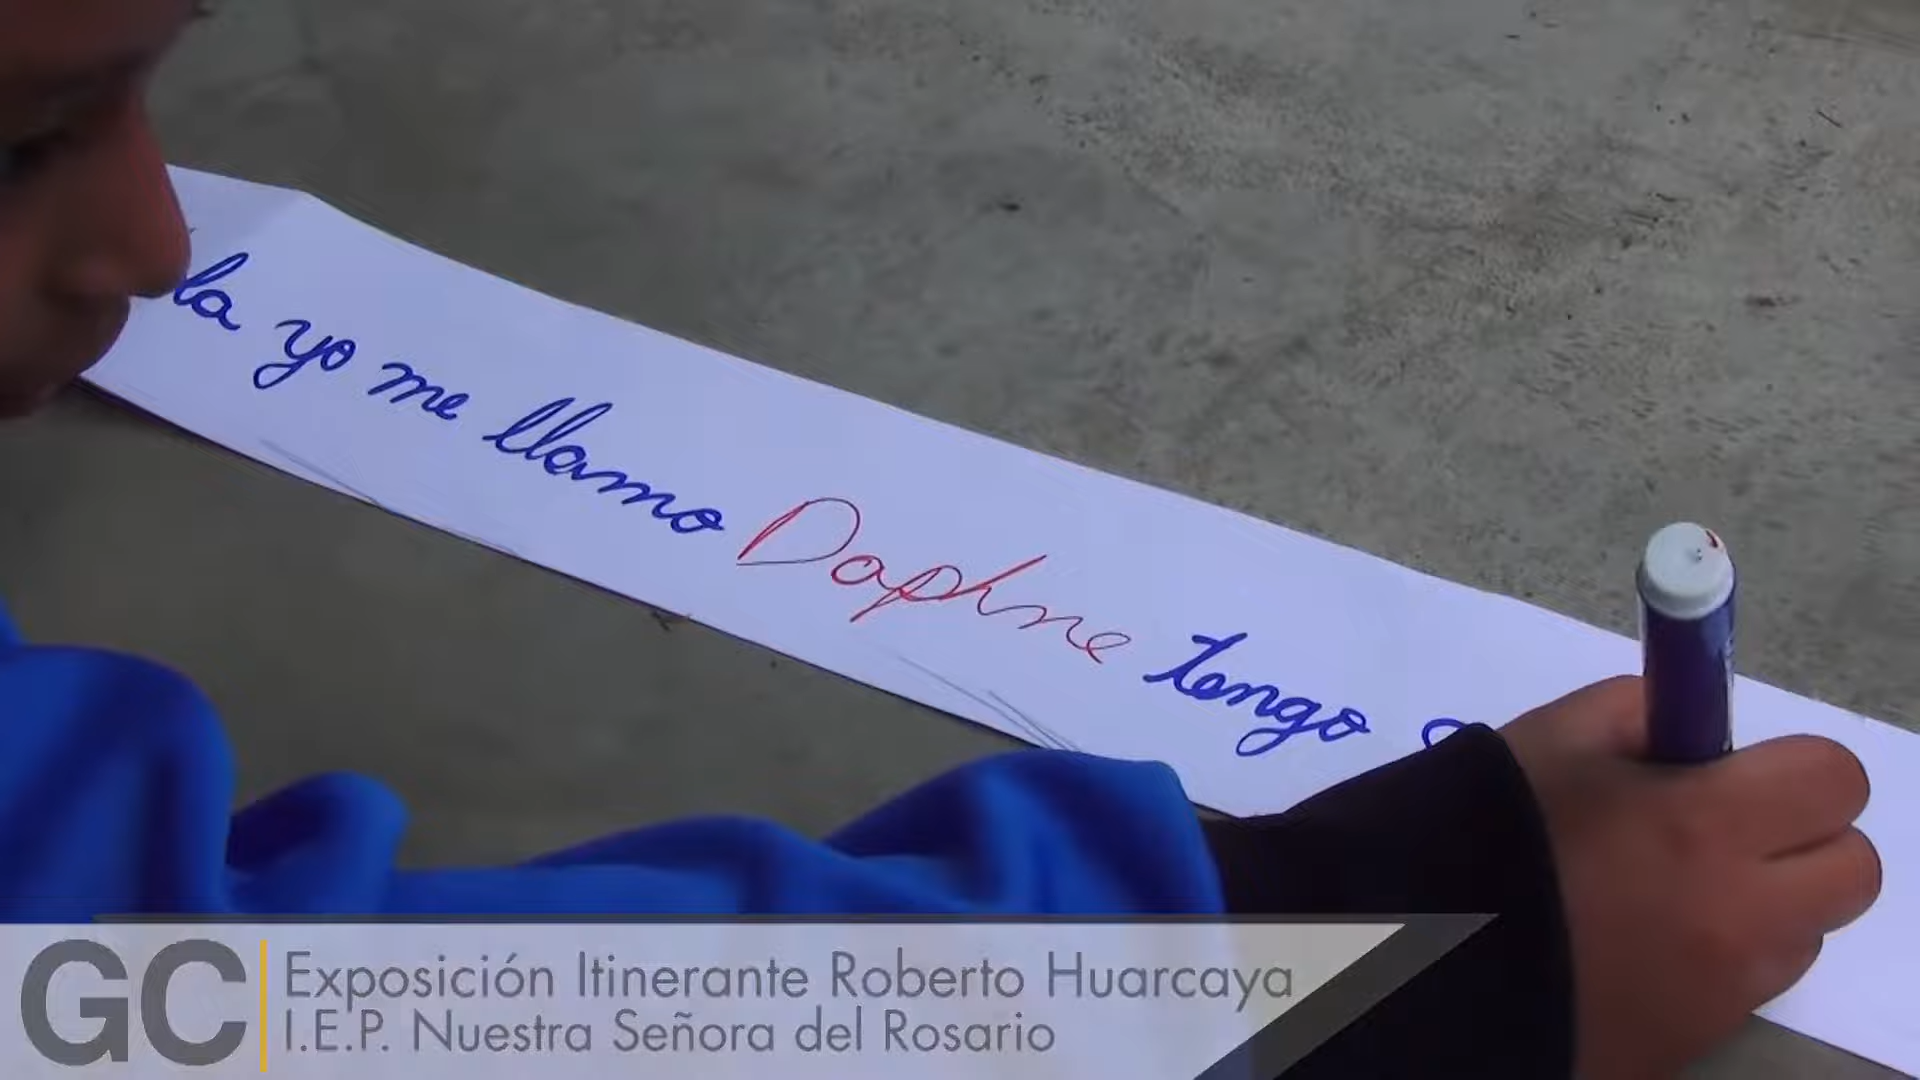 la yo me llamo Daphne tengo
GC
Exposición Itinerante Roberto Huarcaya
I.E.P. Nuestra Señora del Rosario